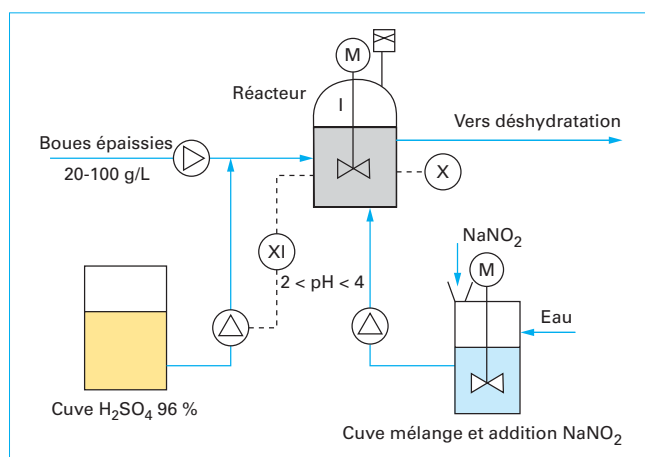 M
Réacteur
I
Boues épaissies
20-100 g/L
Vers déshydratation
X
XI
2 < pH < 4
NaNO₂
M
Eau
Cuve H₂SO₄ 96 %
Cuve mélange et addition NaNO₂